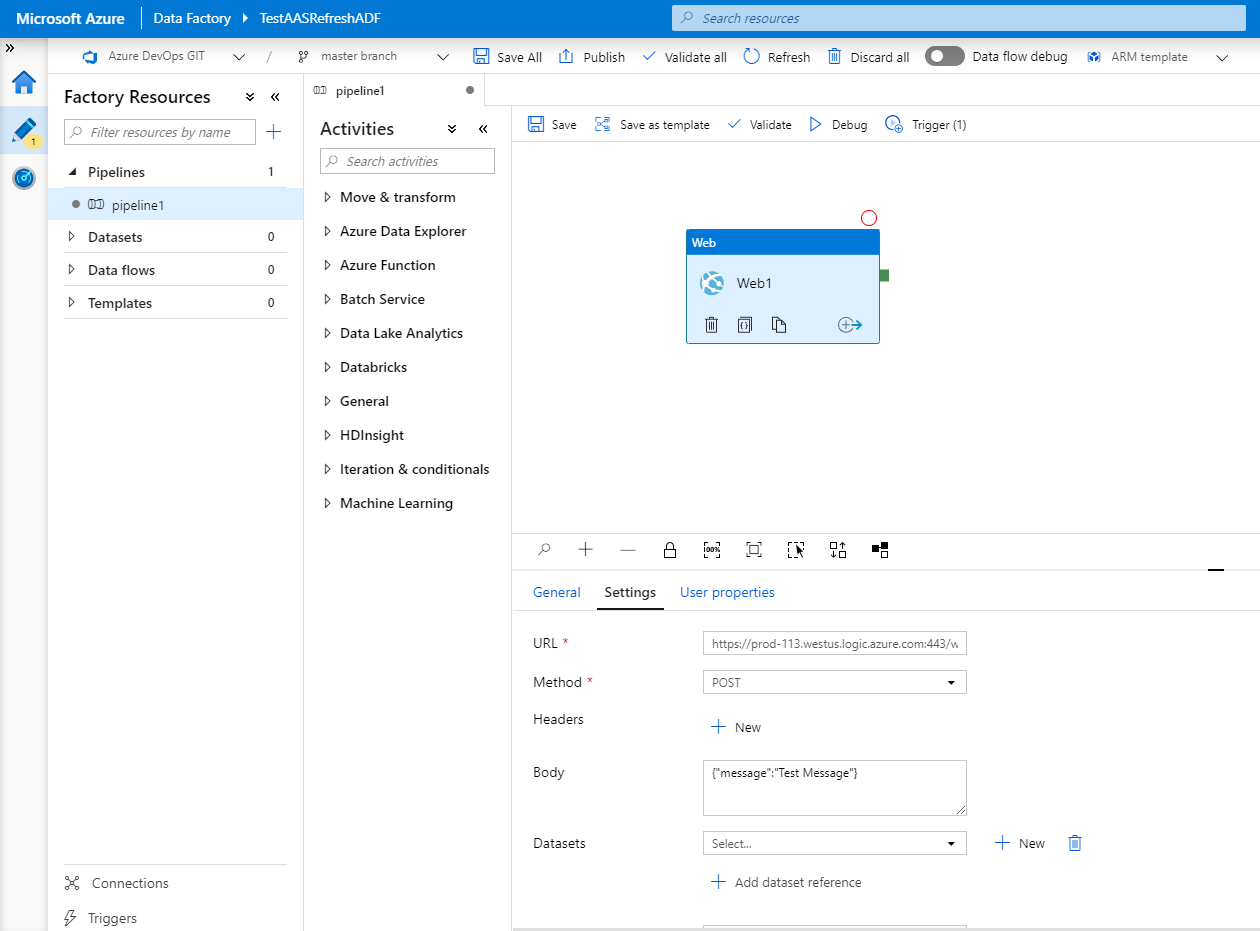 Microsoft Azure
Data Factory
TestAASRefreshADF
Search resources
Azure DevOps GIT
/
master branch
Save All
Publish
Validate all
Refresh
Discard all
Data flow debug
ARM template
1
Factory Resources
Filter resources by name
Pipelines 1
pipeline1
Datasets 0
Data flows 0
Templates 0
Connections
Triggers
pipeline1
Activities
Search activities
Move & transform
Azure Data Explorer
Azure Function
Batch Service
Data Lake Analytics
Databricks
General
HDInsight
Iteration & conditionals
Machine Learning
Save
Save as template
Validate
Debug
Trigger (1)
Web
Web1
100%
General
Settings
User properties
URL * https://prod-113.westus.logic.azure.com:443/w
Method * POST
Headers
New
Body {"message":"Test Message"}
Datasets Select...
New
Add dataset reference